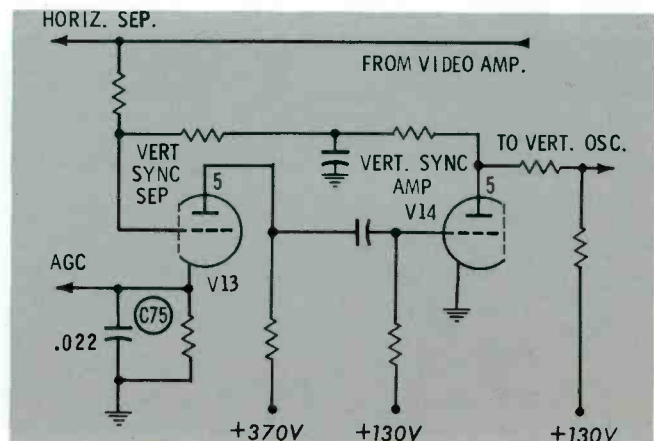 HORIZ. SEP.
FROM VIDEO AMP.
VERT
SYNC
SEP
5
VERT. SYNC
AMP
V14
5
TO VERT. OSC.
AGC
V13
C75
.022
+370V
+130V
+130V